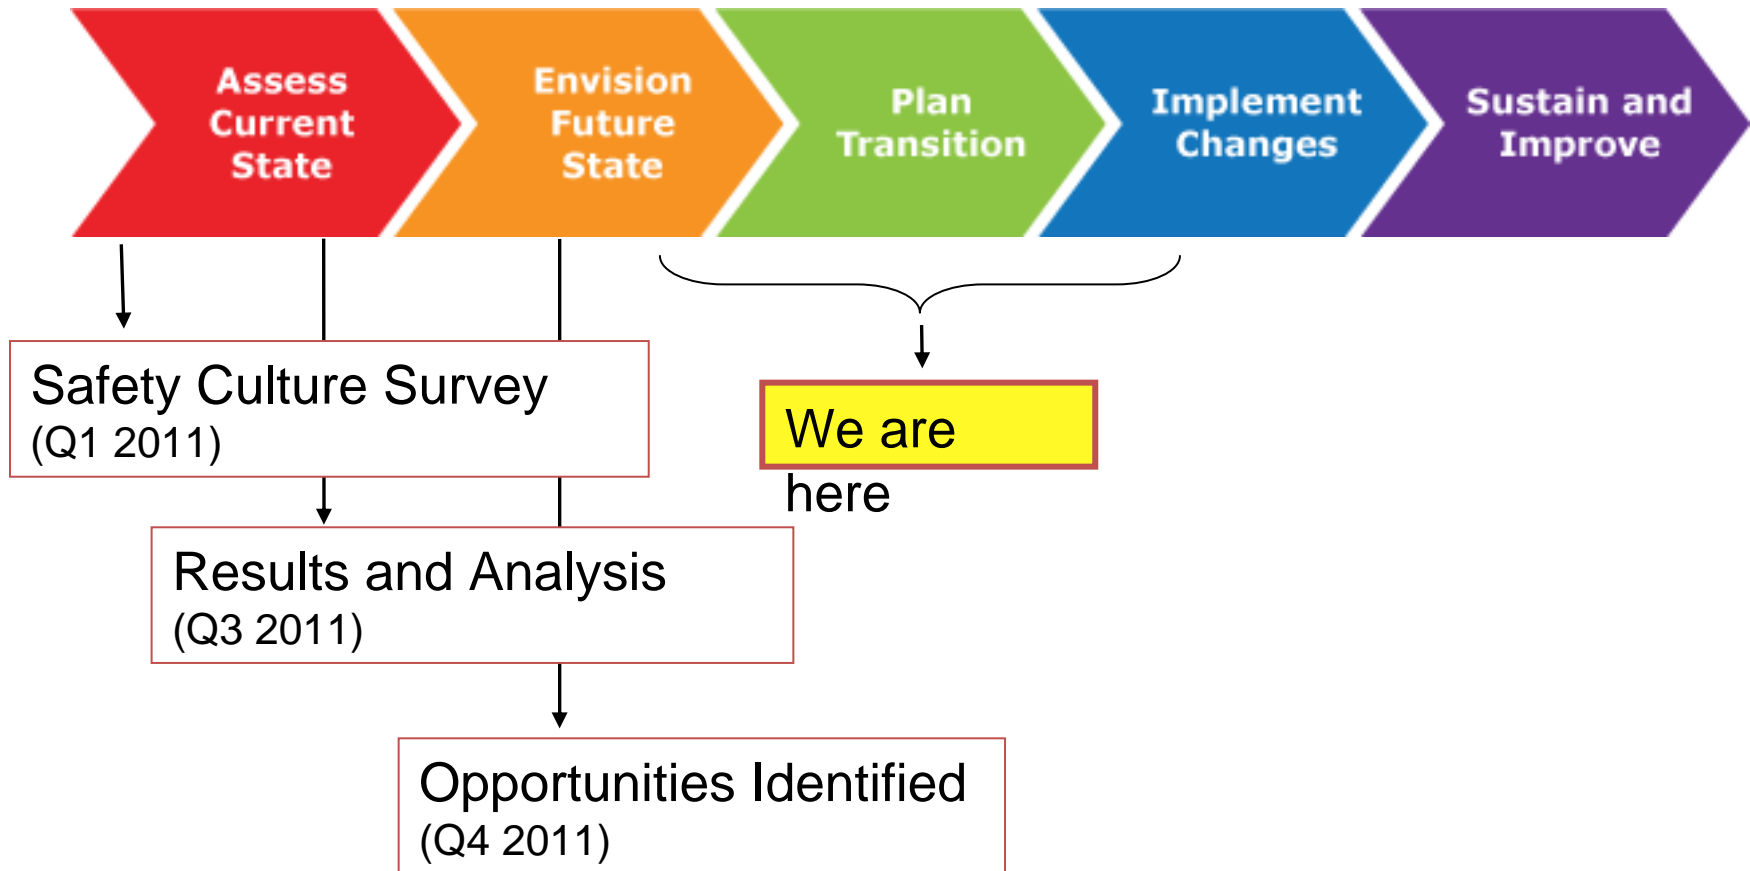 Assess
Current
State
Envision
Future
State
Plan
Transition
Implement
Changes
Sustain and
Improve
Safety Culture Survey
(Q1 2011)
We are
here
Results and Analysis
(Q3 2011)
Opportunities Identified
(Q4 2011)